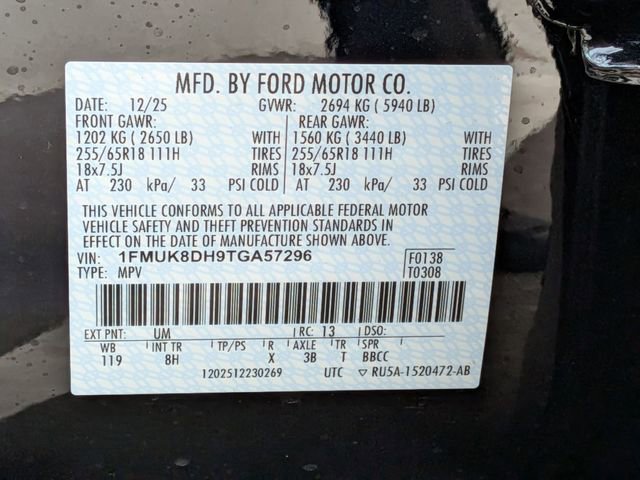 MFD. BY FORD MOTOR CO.
DATE: 12/25 GVWR: 2694 KG ( 5940 LB)
FRONT GAWR: REAR GAWR:
1202 KG ( 2650 LB) WITH 1560 KG ( 3440 LB) WITH
255/65R18 111H TIRES 255/65R18 111H TIRES
18x7.5J RIMS 18x7.5J RIMS
AT 230 kPa/ 33 PSI COLD AT 230 kPa/ 33 PSI COLD
THIS VEHICLE CONFORMS TO ALL APPLICABLE FEDERAL MOTOR
VEHICLE SAFETY AND THEFT PREVENTION STANDARDS IN
EFFECT ON THE DATE OF MANUFACTURE SHOWN ABOVE.
VIN: 1FMUK8DH9TGA57296 F0138
TYPE: MPV T0308
EXT PNT: UM RC: 13 DSO:
WB INT TR TP/PS R AXLE TR SPR
119 8H X 3B T BBCC
1202512230269 UTC ▽ RU5A-1520472-AB